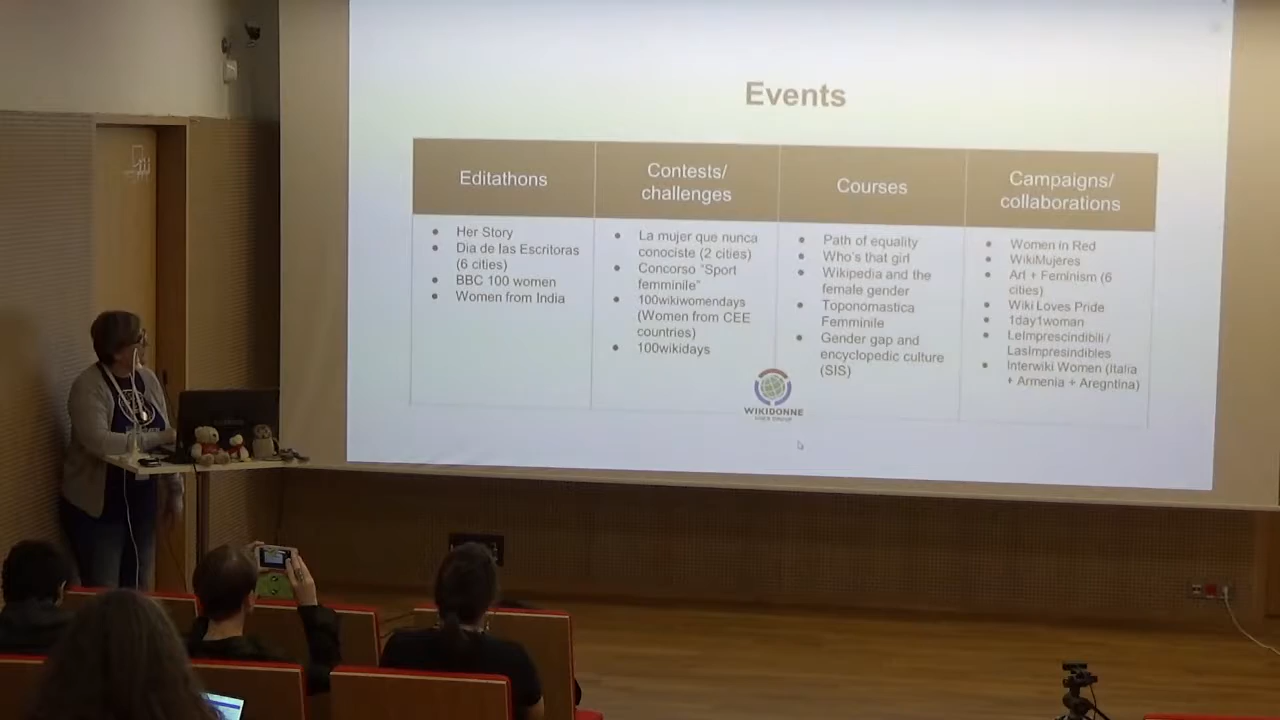 Events
Editathons
Her Story
Dia de las Escritoras
(6 cities)
BBC 100 women
Women from India
Contests/
challenges
La mujer que nunca
conociste (2 cities)
Concorso "Sport
femminile"
100wikiwomendays
(Women from CEE
countries)
100wikidays
Courses
Path of equality
Who's that girl
Wikipedia and the
female gender
Toponomastica
Femminile
Gender gap and
encyclopedic culture
(SIS)
Campaigns/
collaborations
Women in Red
WikiMujeres
Art + Feminism (6
cities)
Wiki Loves Pride
1day1woman
LeImprescindibili /
LasImpresindibles
Interwiki Women (Italia
+ Armenia + Aregntina)
WIKIDONNE
USER GROUP